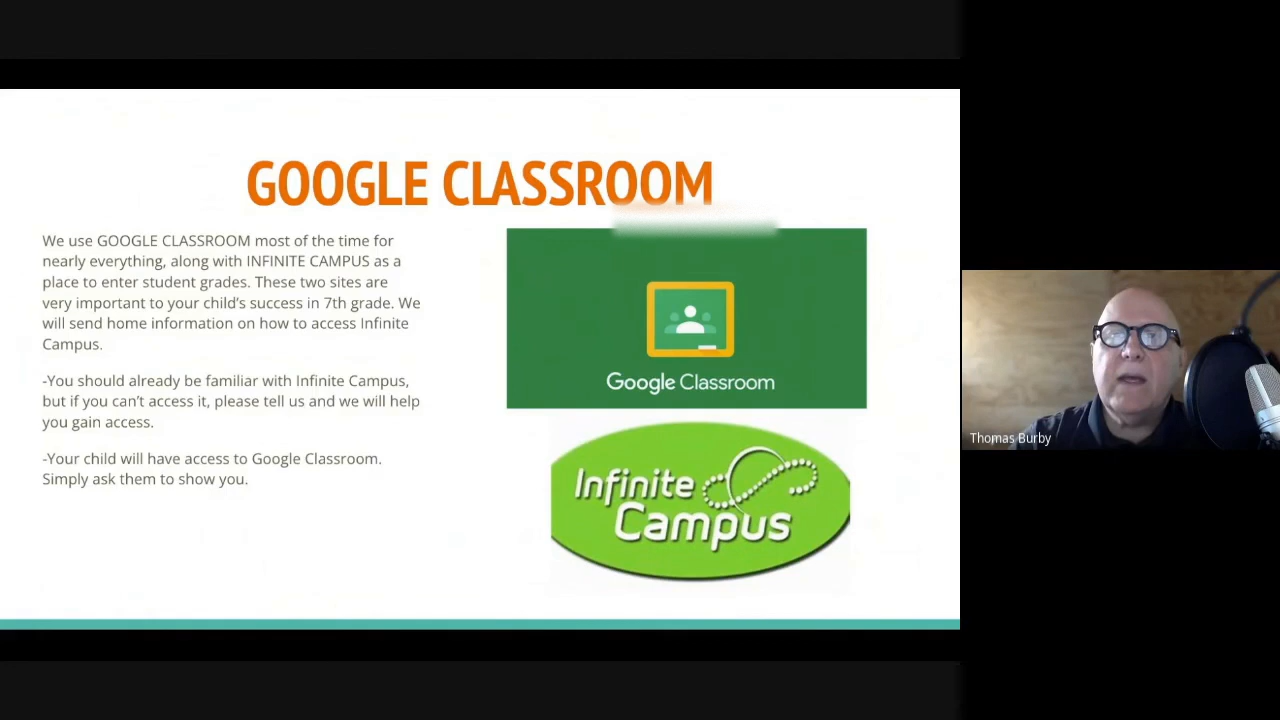 GOOGLE CLASSROOM
We use GOOGLE CLASSROOM most of the time for
nearly everything, along with INFINITE CAMPUS as a
place to enter student grades. These two sites are
very important to your child’s success in 7th grade. We
will send home information on how to access Infinite
Campus.
-You should already be familiar with Infinite Campus,
but if you can’t access it, please tell us and we will help
you gain access.
-Your child will have access to Google Classroom.
Simply ask them to show you.
Google Classroom
Infinite
Campus
Thomas Burby